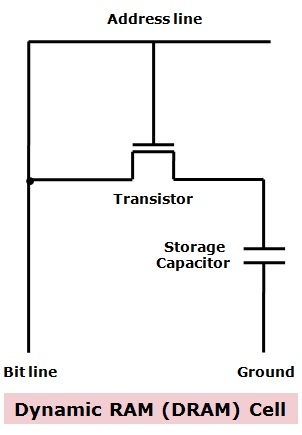 Address line
Transistor
Storage
Capacitor
Bit line
Ground
Dynamic RAM (DRAM) Cell